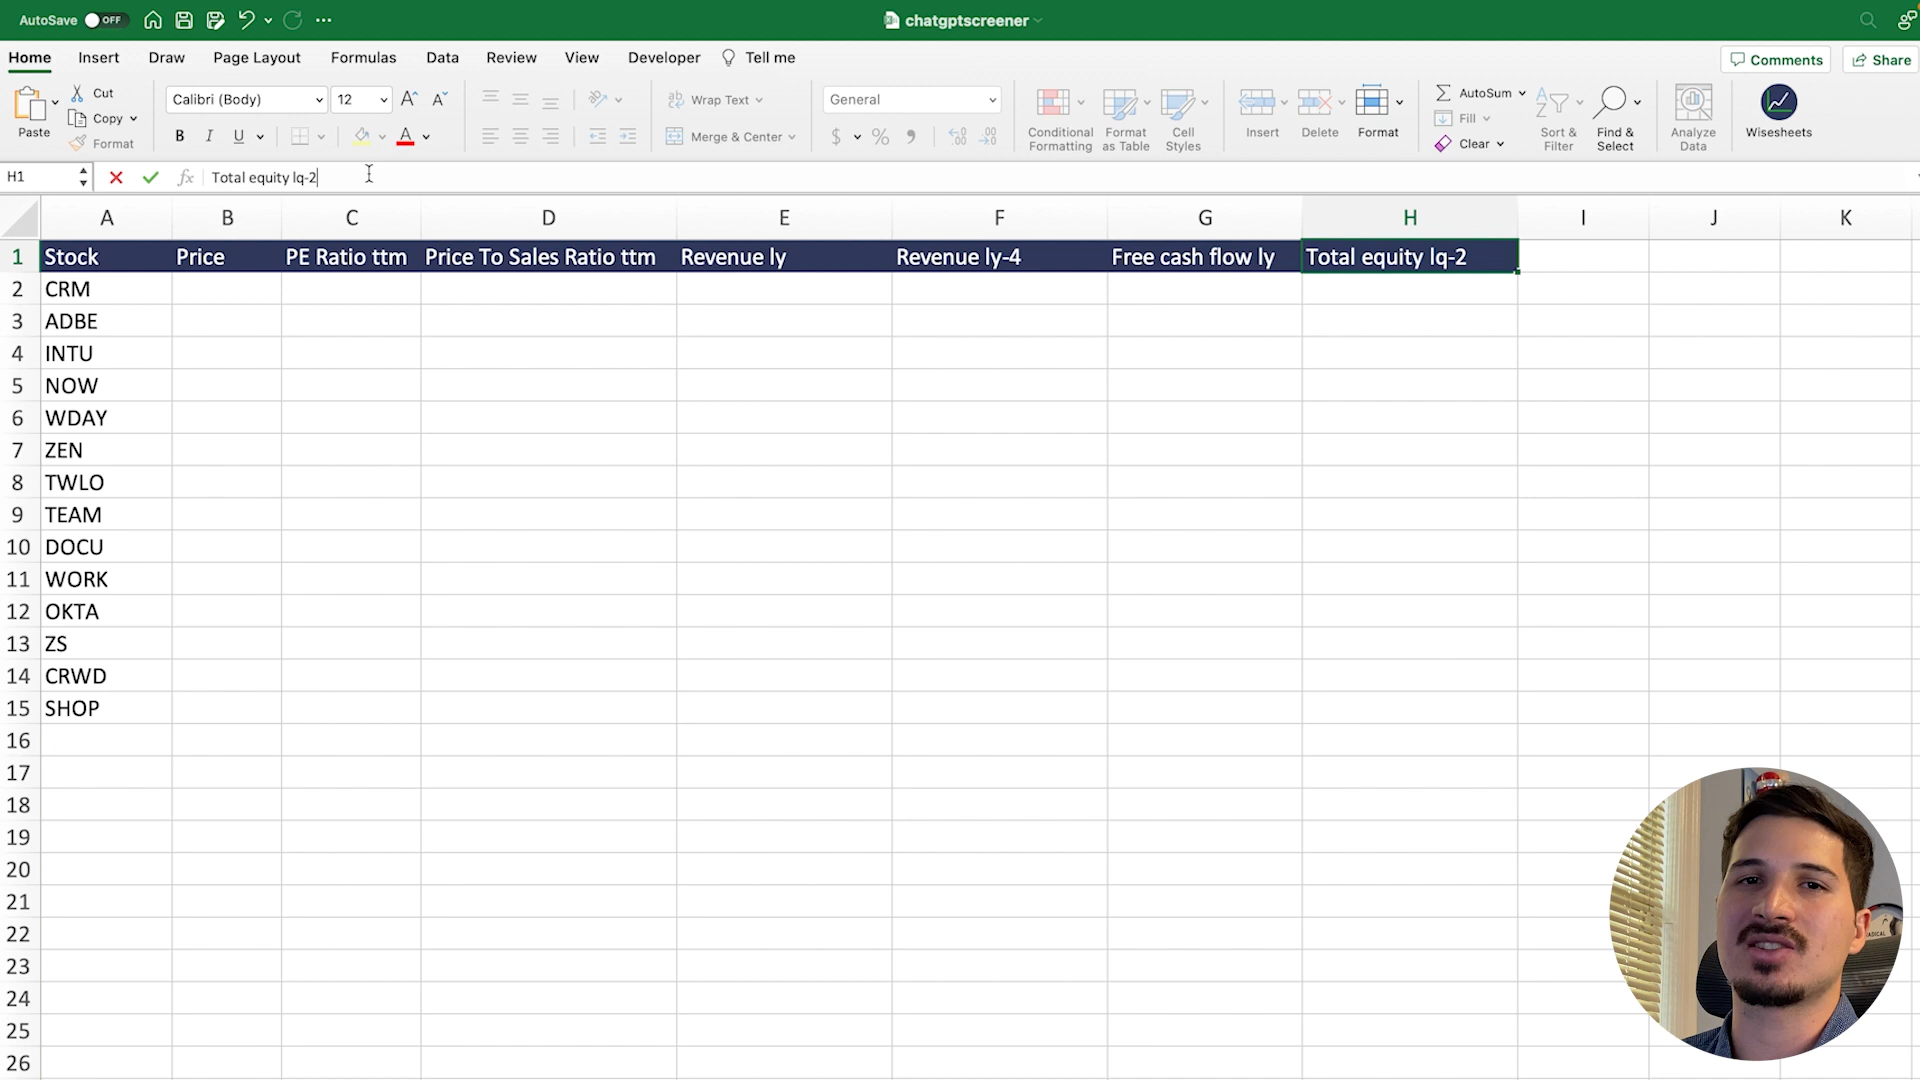 AutoSave OFF ... chatgptscreener
Home Insert Draw Page Layout Formulas Data Review View Developer Tell me Comments Share
Paste Cut Copy Format
Calibri (Body) 12 A^ A˅
B I U A
Wrap Text
Merge & Center
General
$ % 9
Conditional Formatting
Format as Table
Cell Styles
Insert Delete Format
AutoSum
Fill
Clear
Sort & Filter
Find & Select
Analyze Data
Wisesheets
H1 fx Total equity lq-2
A B C D E F G H I J K
1 Stock Price PE Ratio ttm Price To Sales Ratio ttm Revenue ly Revenue ly-4 Free cash flow ly Total equity lq-2
2 CRM
3 ADBE
4 INTU
5 NOW
6 WDAY
7 ZEN
8 TWLO
9 TEAM
10 DOCU
11 WORK
12 OKTA
13 ZS
14 CRWD
15 SHOP
16
17
18
19
20
21
22
23
24
25
26